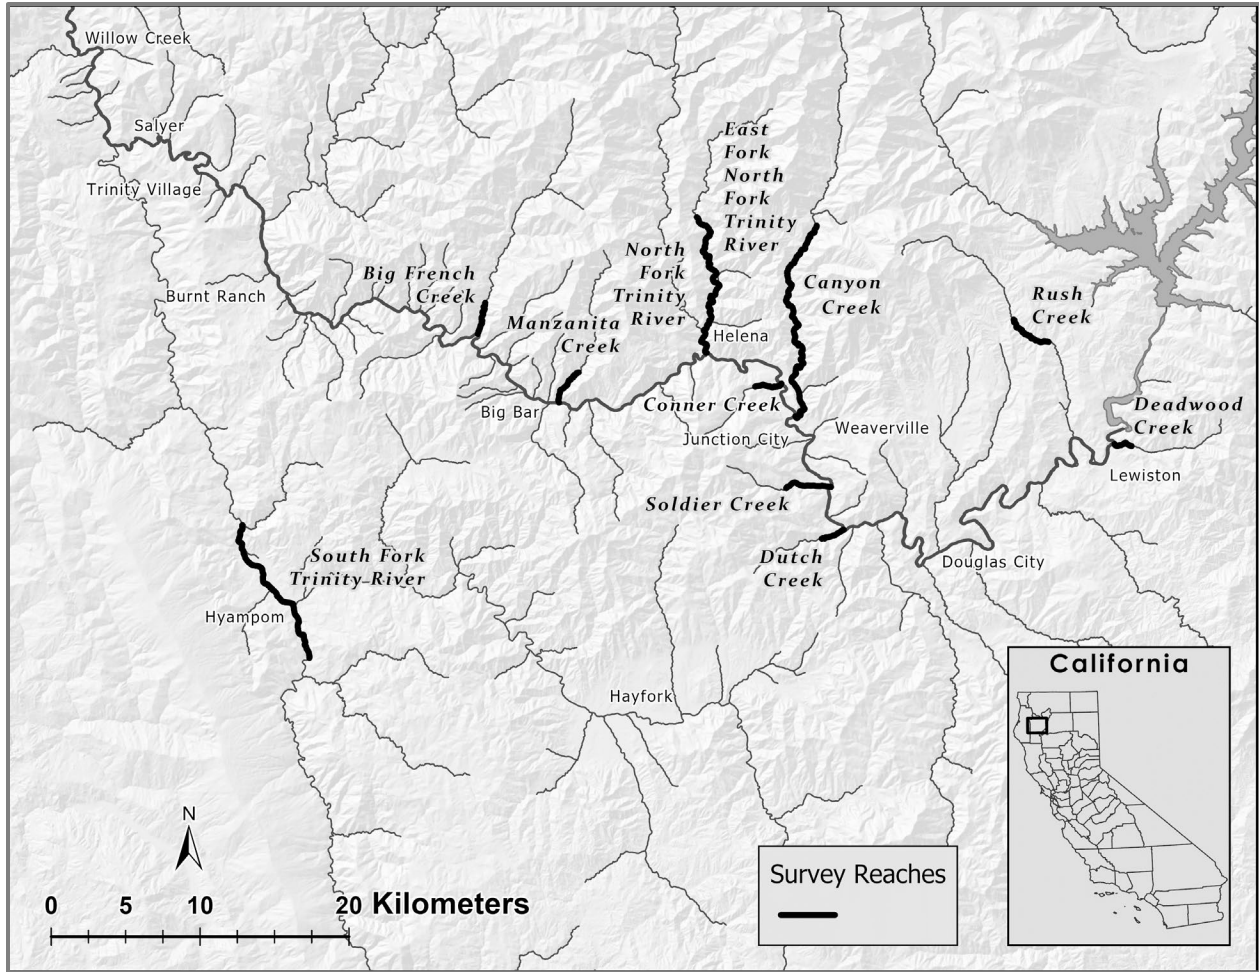 Willow Creek
Salyer
Trinity Village
East
Fork
North
Fork
Trinity
River
North
Fork
Trinity
River
Big French
Creek
Canyon
Creek
Burnt Ranch
Rush
Creek
Manzanita
Creek
Helena
Big Bar
Conner Creek
Deadwood
Creek
Junction City
Weaverville
Lewiston
Soldier Creek
South Fork
Trinity River
Dutch
Creek
Douglas City
Hyampom
Hayfork
California
N
Survey Reaches
0 5 10 20 Kilometers